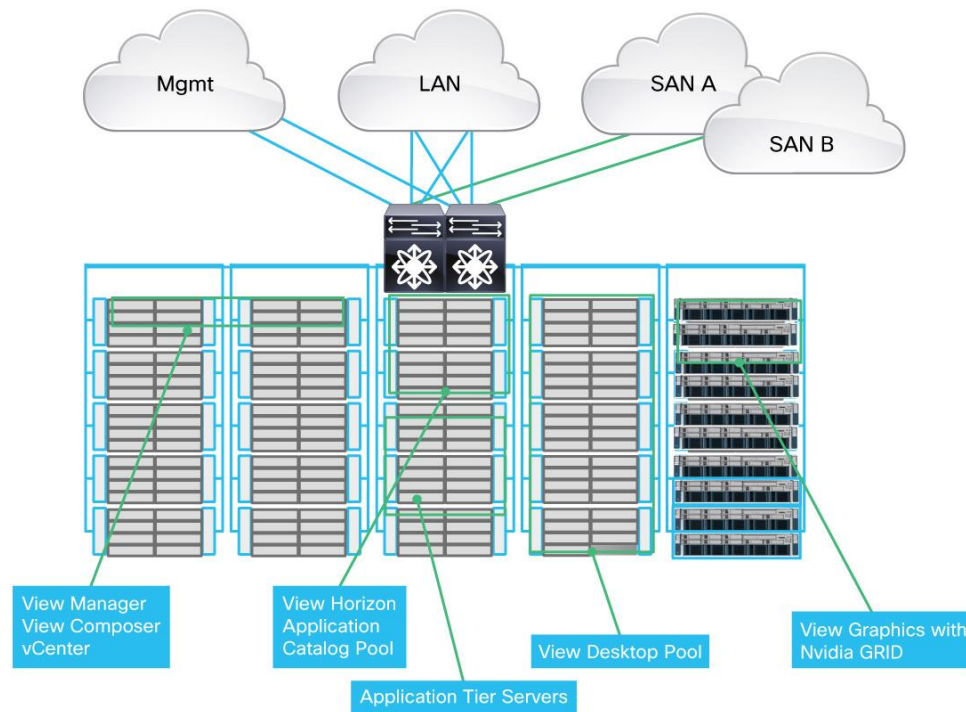 Mgmt
LAN
SAN A
SAN B
View Manager
View Composer
vCenter
View Horizon
Application
Catalog Pool
Application Tier Servers
View Desktop Pool
View Graphics with
Nvidia GRID